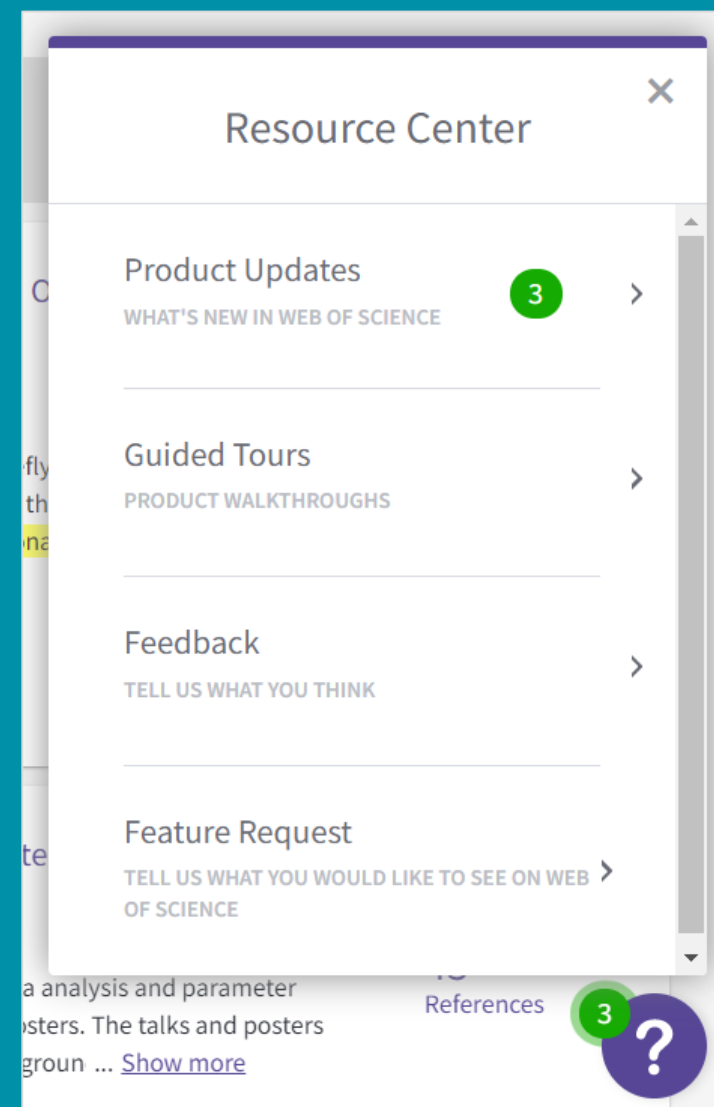 Resource Center
Product Updates
3
WHAT'S NEW IN WEB OF SCIENCE
Guided Tours
PRODUCT WALKTHROUGHS
Feedback
TELL US WHAT YOU THINK
Feature Request
TELL US WHAT YOU WOULD LIKE TO SEE ON WEB
OF SCIENCE
a analysis and parameter
References
3
?
osters. The talks and posters
groun ... Show more